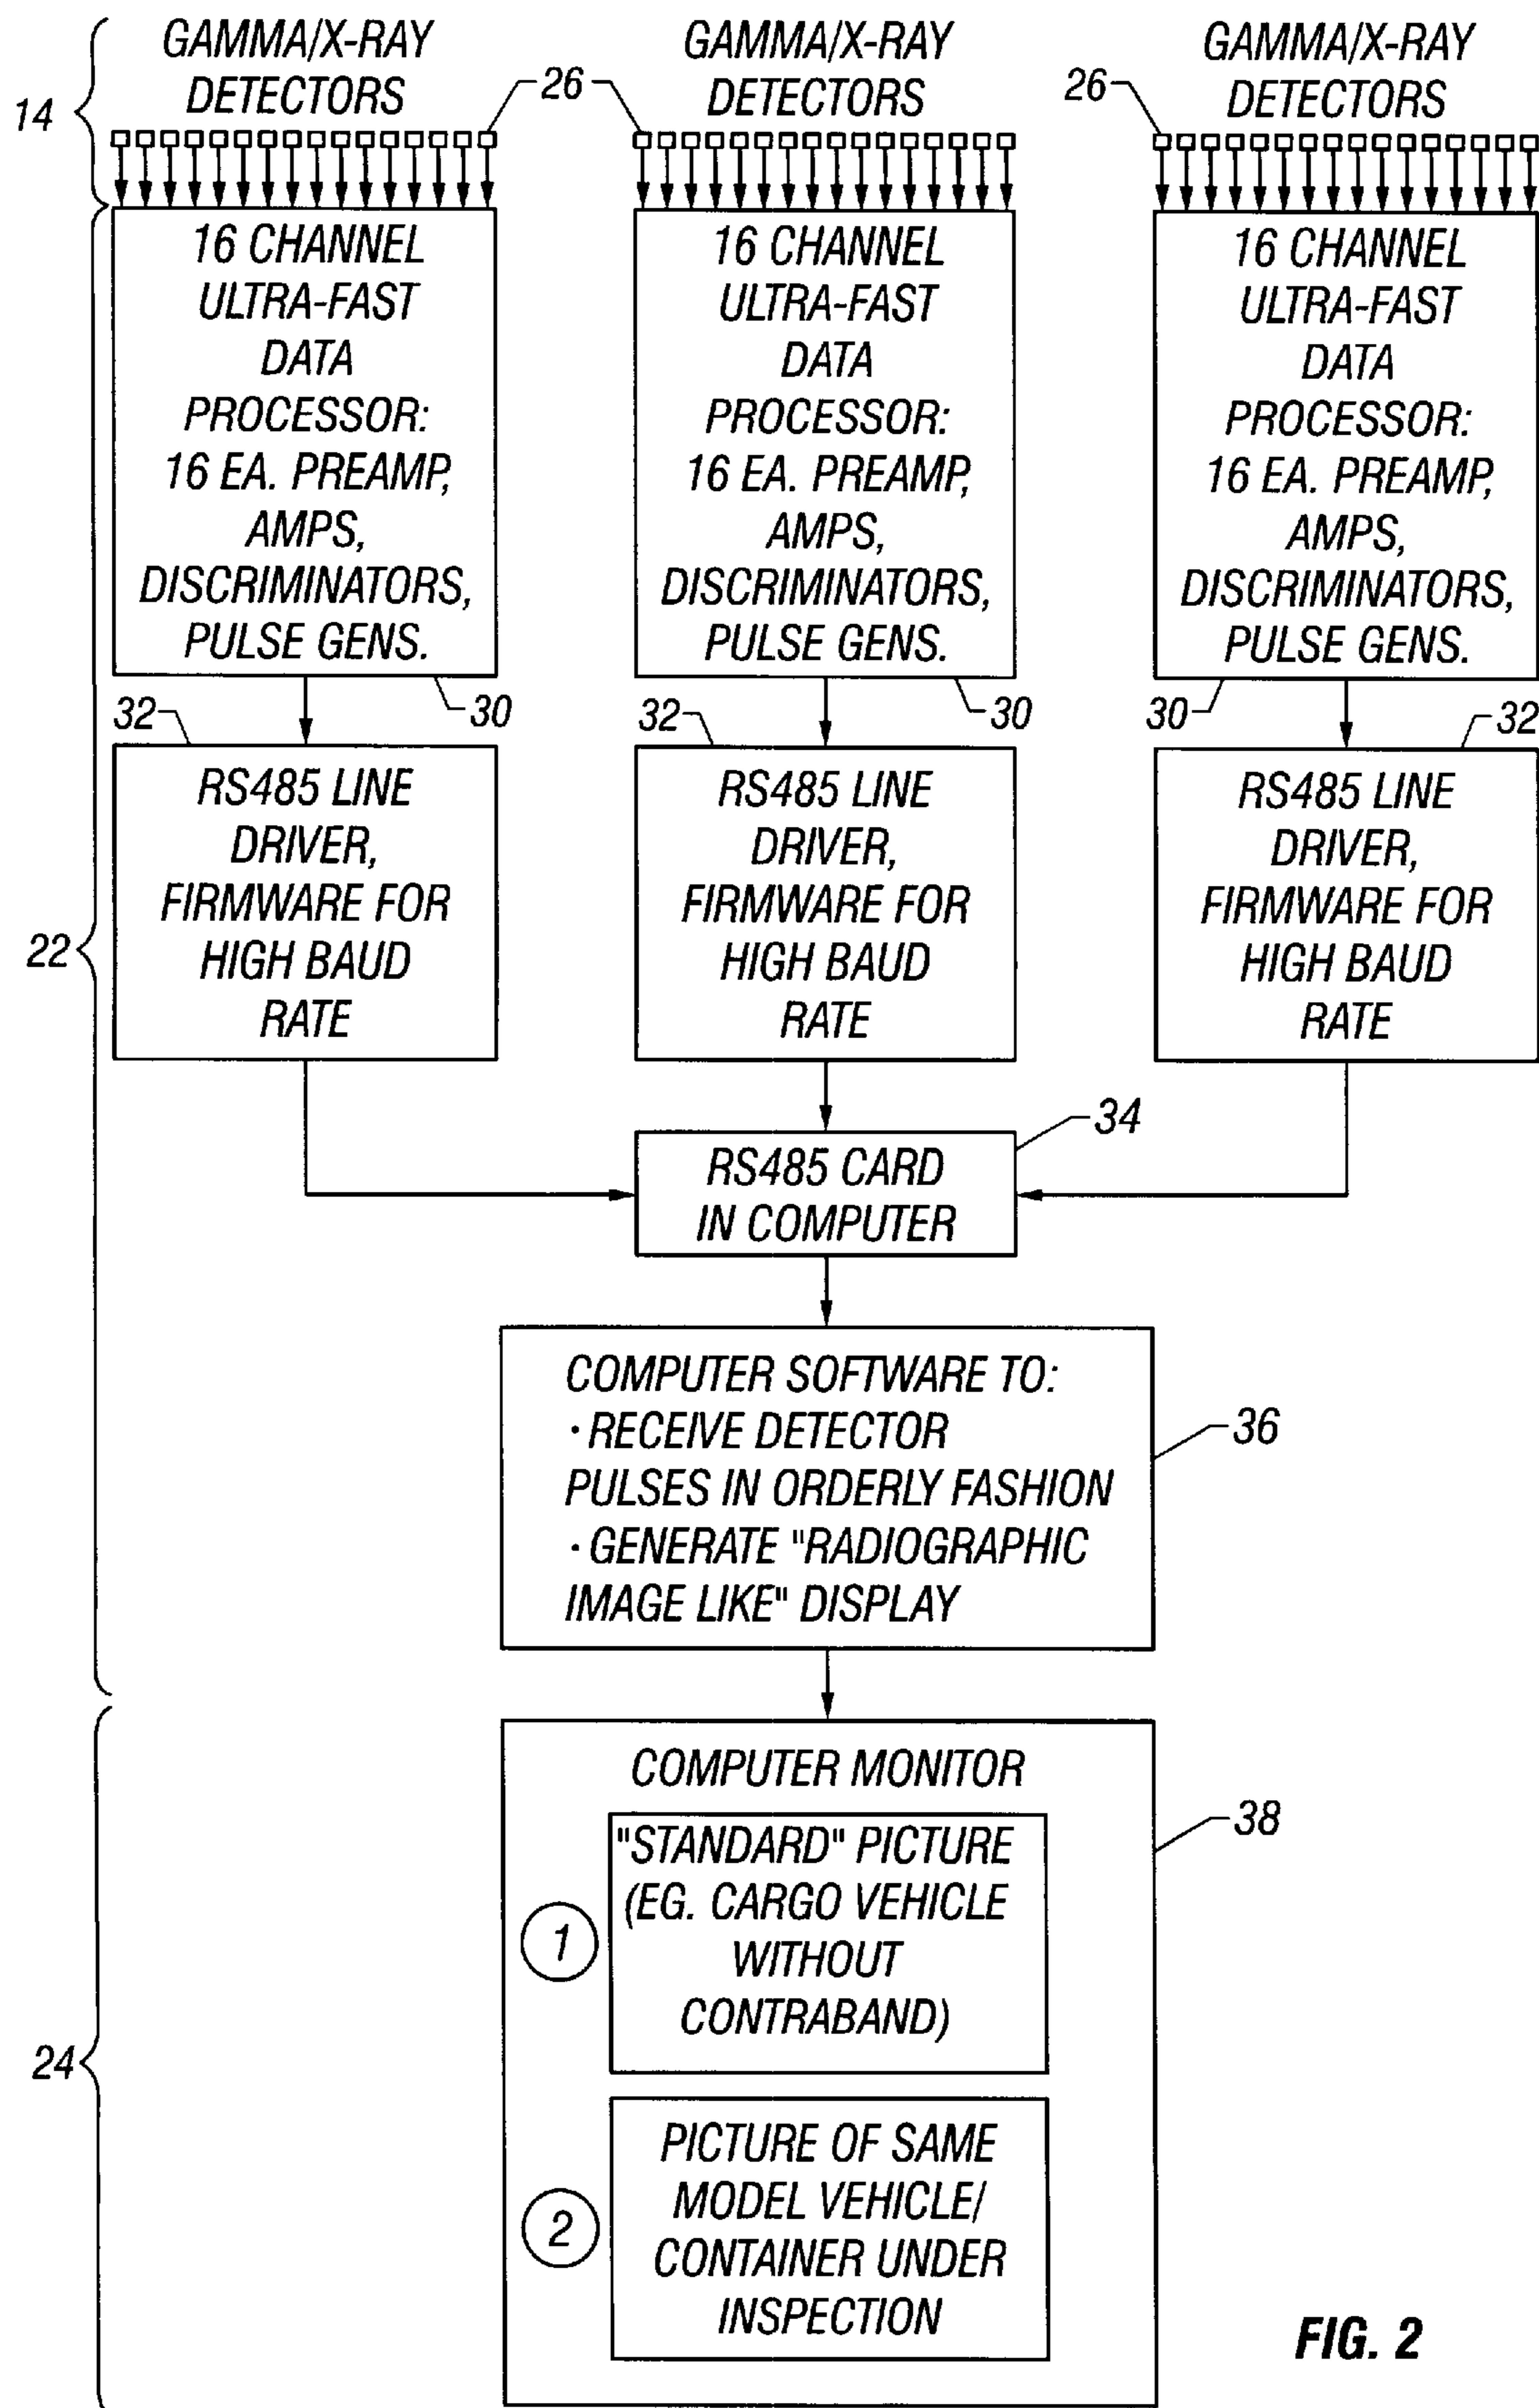 GAMMA/X-RAY
DETECTORS
GAMMA/X-RAY
DETECTORS
GAMMA/X-RAY
DETECTORS
14
26
26
16 CHANNEL
ULTRA-FAST
DATA
PROCESSOR:
16 EA. PREAMP,
AMPS,
DISCRIMINATORS,
PULSE GENS.
16 CHANNEL
ULTRA-FAST
DATA
PROCESSOR:
16 EA. PREAMP,
AMPS,
DISCRIMINATORS,
PULSE GENS.
16 CHANNEL
ULTRA-FAST
DATA
PROCESSOR:
16 EA. PREAMP,
AMPS,
DISCRIMINATORS,
PULSE GENS.
32
30
32
30
30
32
RS485 LINE
DRIVER,
FIRMWARE FOR
HIGH BAUD
RATE
RS485 LINE
DRIVER,
FIRMWARE FOR
HIGH BAUD
RATE
RS485 LINE
DRIVER,
FIRMWARE FOR
HIGH BAUD
RATE
22
34
RS485 CARD
IN COMPUTER
COMPUTER SOFTWARE TO:
· RECEIVE DETECTOR
PULSES IN ORDERLY FASHION
· GENERATE "RADIOGRAPHIC
IMAGE LIKE" DISPLAY
36
COMPUTER MONITOR
38
1
"STANDARD" PICTURE
(EG. CARGO VEHICLE
WITHOUT
CONTRABAND)
24
2
PICTURE OF SAME
MODEL VEHICLE/
CONTAINER UNDER
INSPECTION
FIG. 2